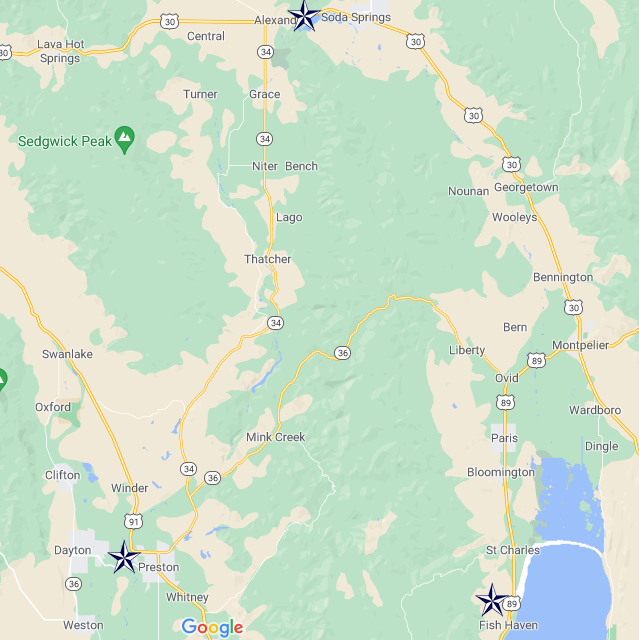 30
Alexand
Soda Springs
Central
30
Lava Hot
Springs
30
34
Turner
Grace
30
Sedgwick Peak
34
Niter Bench
30
Georgetown
Nounan
Lago
Wooleys
Thatcher
Bennington
30
34
Bern
Swanlake
36
Liberty
89
Montpelier
Ovid
Oxford
89
Wardboro
Mink Creek
Paris
Dingle
34
36
Clifton
Bloomington
Winder
91
Dayton
St Charles
Preston
36
Whitney
89
Weston
Google
Fish Haven